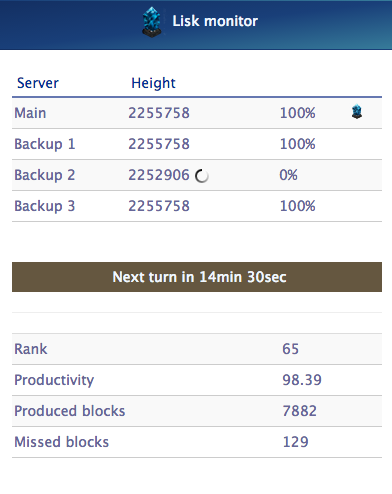 Lisk monitor
Server Height
Main 2255758 100%
Backup 1 2255758 100%
Backup 2 2252906 0%
Backup 3 2255758 100%
Next turn in 14min 30sec
Rank 65
Productivity 98.39
Produced blocks 7882
Missed blocks 129